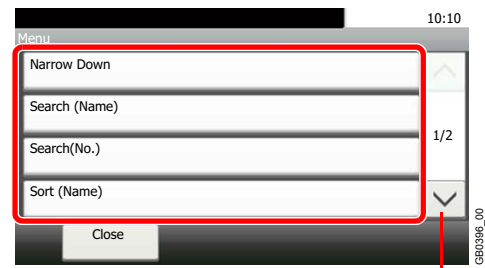 10:10
Menu
Narrow Down
Search (Name)
1/2
Search(No.)
Sort (Name)
Close
GB0396_00